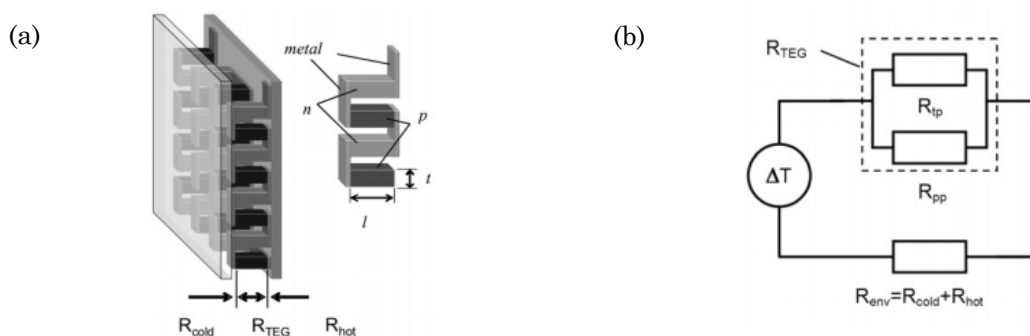 (a)
metal
n
p
t
l
R_cold R_TEG R_hot
(b)
R_TEG
R_tp
ΔT
R_pp
R_env=R_cold+R_hot